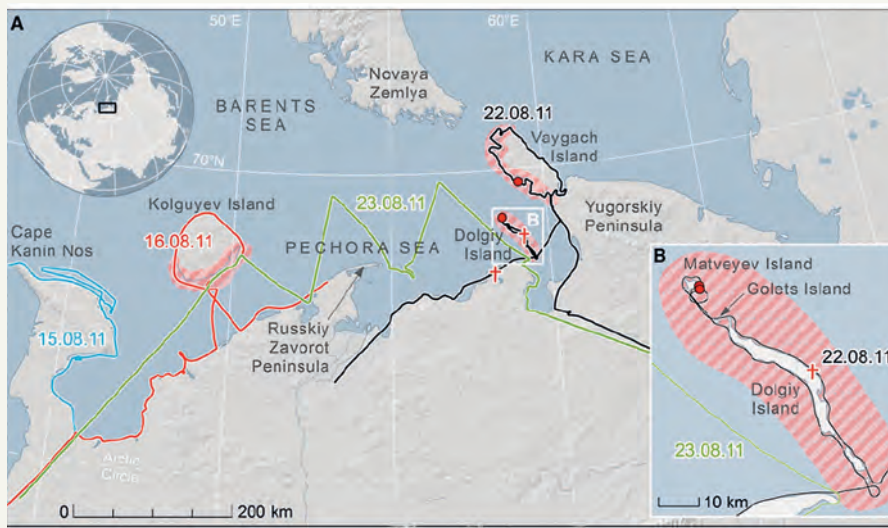 A
50°E
60°E
KARA SEA
Novaya
Zemlya
BARENTS
SEA
22.08.11
Vaygach
Island
70°N
Kolguyev Island
23.08.11
Cape
Kanin Nos
16.08.11
PECHORA SEA
B
Yugorskiy
Peninsula
Dolgiy
Island
15.08.11
Russkiy
Zavorot
Peninsula
Arctic
Circle
0
200 km
B
Matveyev Island
Golets Island
22.08.11
Dolgiy
Island
23.08.11
10 km